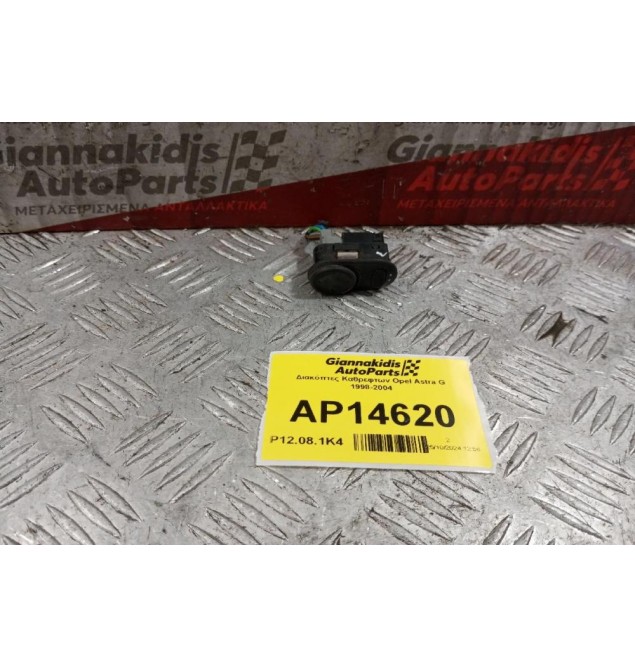 Giannakidis
AutoParts
ΜΕΤΑΧΕΙΡΙΣΜΕΝΑ ΑΝΤΑΛΛΑΚΤΙΚΑ
Giannakidis
AutoParts
ΜΕΤΑΧΕΙΡΙΣΜΕΝΑ ΑΝΤΑΛΛΑΚΤΙΚΑ
Giannakidis
AutoParts
Διακόπτες Καθρεφτών Opel Astra G
1998-2004
AP14620
P12.08.1K4
2